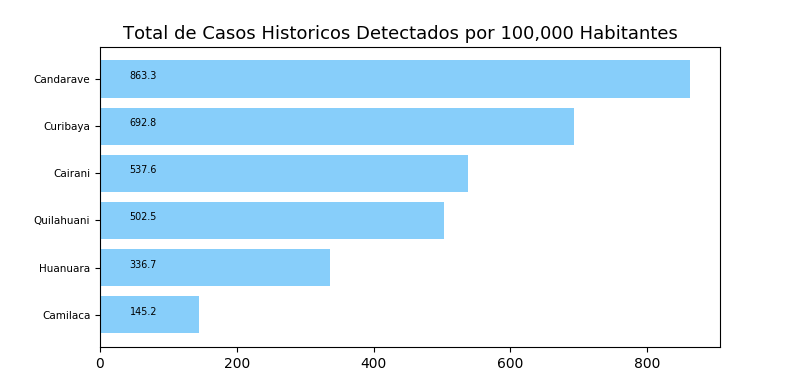 Total de Casos Historicos Detectados por 100,000 Habitantes
Candarave 863.3
Curibaya 692.8
Cairani 537.6
Quilahuani 502.5
Huanuara 336.7
Camilaca 145.2
0 200 400 600 800